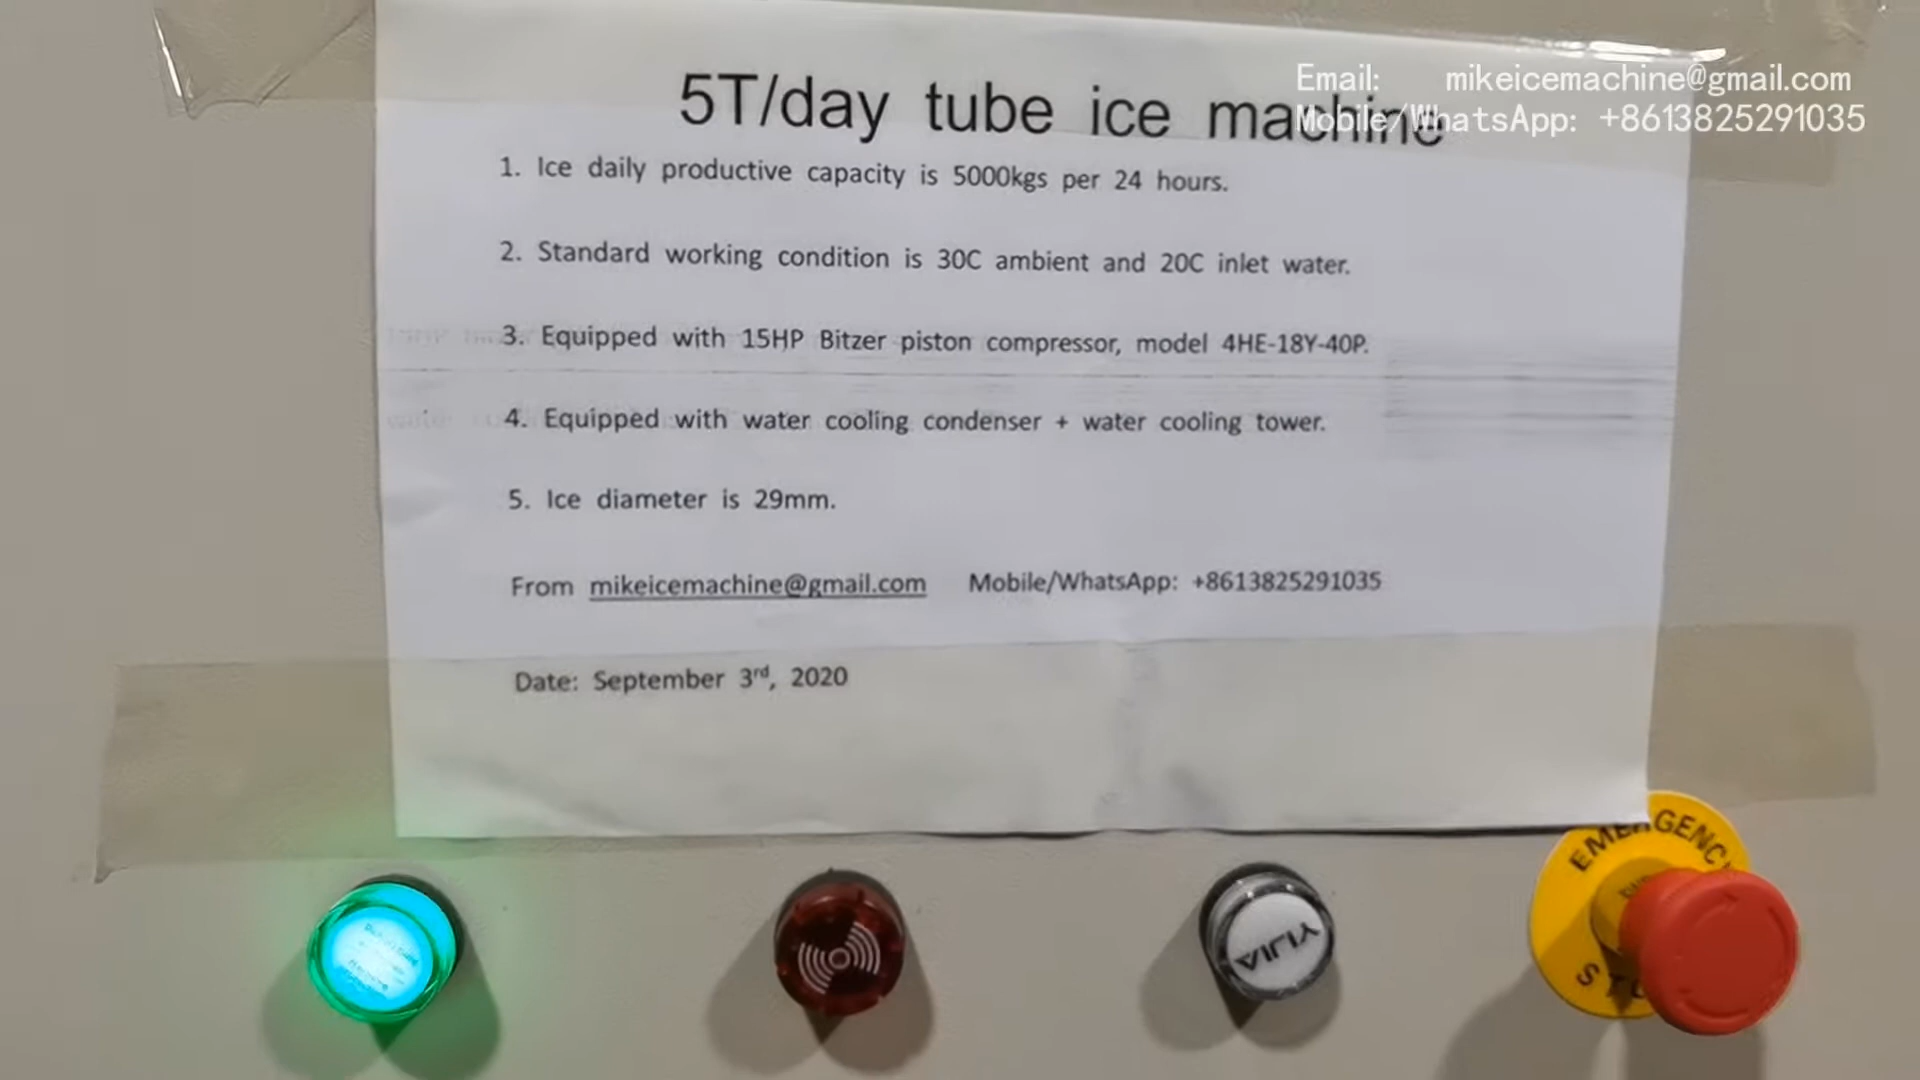 5T/day tube ice machine
Email: mikeicemachine@gmail.com
Mobile/WhatsApp: +8613825291035
1. Ice daily productive capacity is 5000kgs per 24 hours.
2. Standard working condition is 30C ambient and 20C inlet water.
3. Equipped with 15HP Bitzer piston compressor, model 4HE-18Y-40P.
4. Equipped with water cooling condenser + water cooling tower.
5. Ice diameter is 29mm.
From mikeicemachine@gmail.com Mobile/WhatsApp: +8613825291035
Date: September 3rd, 2020
YIJIA
EMERGENCY